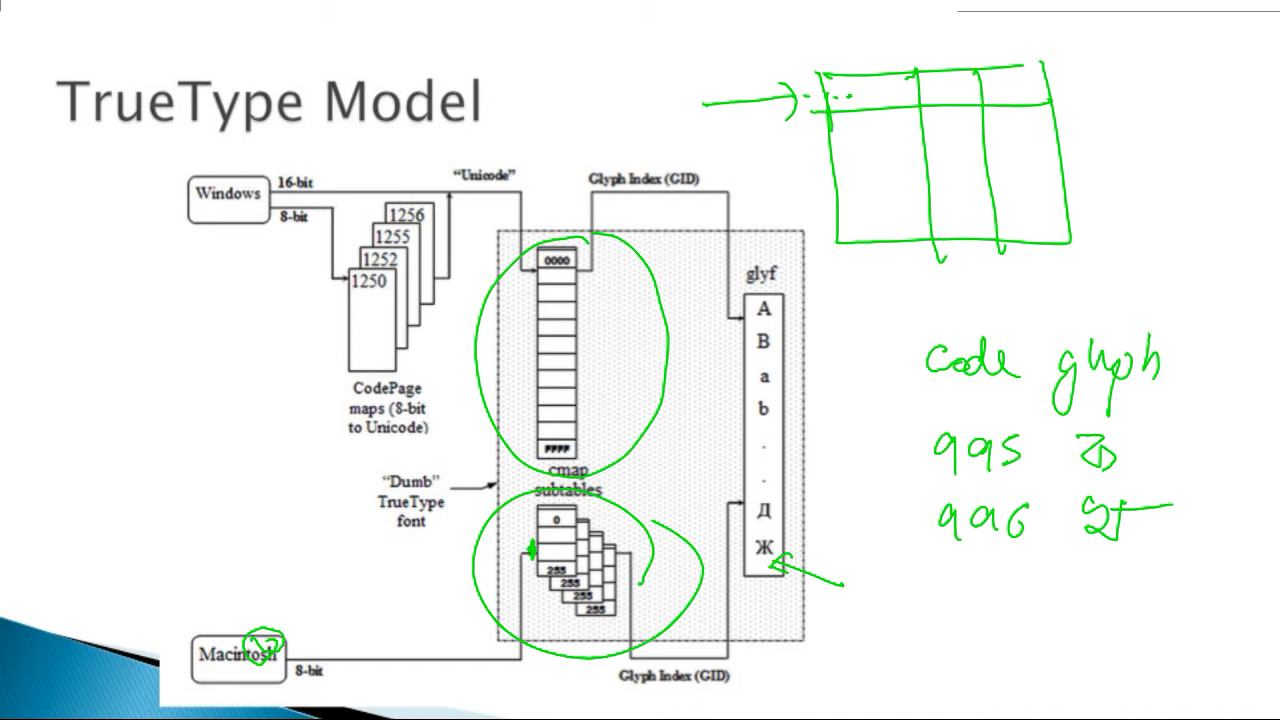 TrueType Model
Windows
16-bit
8-bit
"Unicode"
Glyph Index (GID)
1256
1255
1252
1250
CodePage
maps (8-bit
to Unicode)
0000
FFFF
cmap
subtables
"Dumb"
TrueType
font
0
255
255
255
255
glyf
A
B
a
b
.
.
Д
Ж
Macintosh
8-bit
Glyph Index (GID)
code glyph
995
996